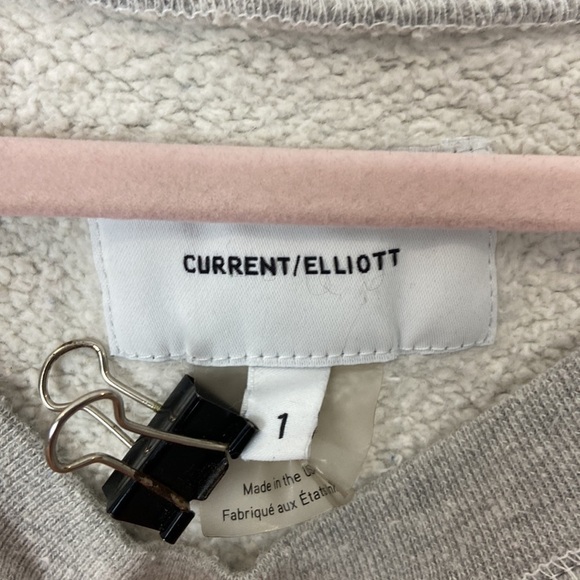 CURRENT/ELLIOTT
1
Made in the
Fabriqué aux